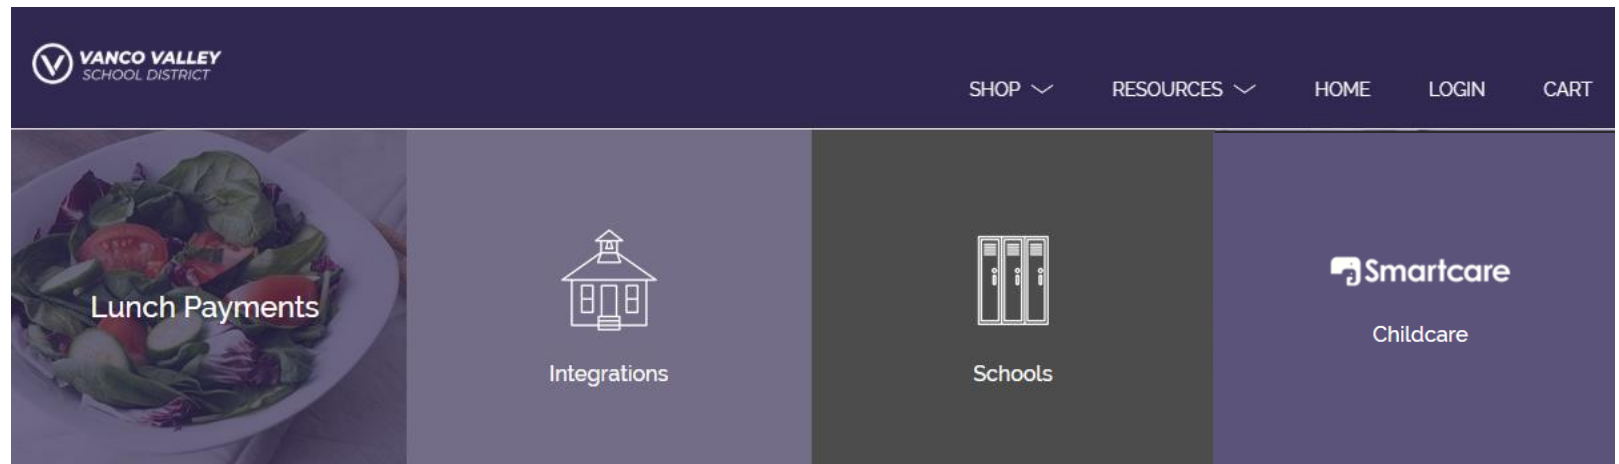 VANCO VALLEY
SCHOOL DISTRICT
SHOP RESOURCES HOME LOGIN CART
Lunch Payments
Integrations
Schools
Smartcare
Childcare